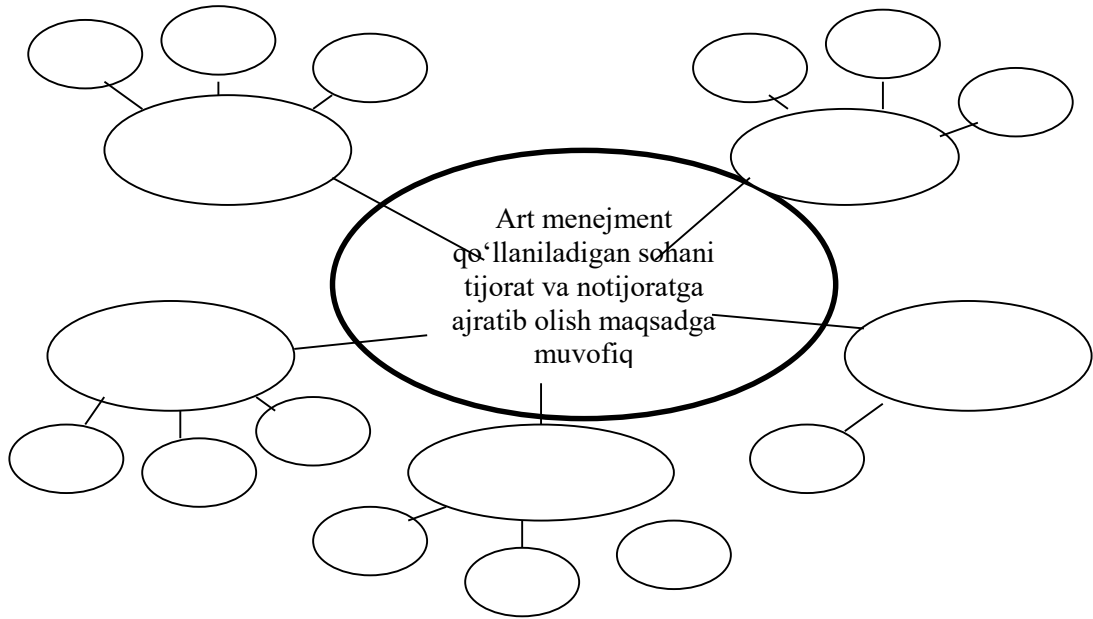 Art menejment
qo‘llaniladigan sohani
tijorat va notijoratga
ajratib olish maqsadga
muvofiq